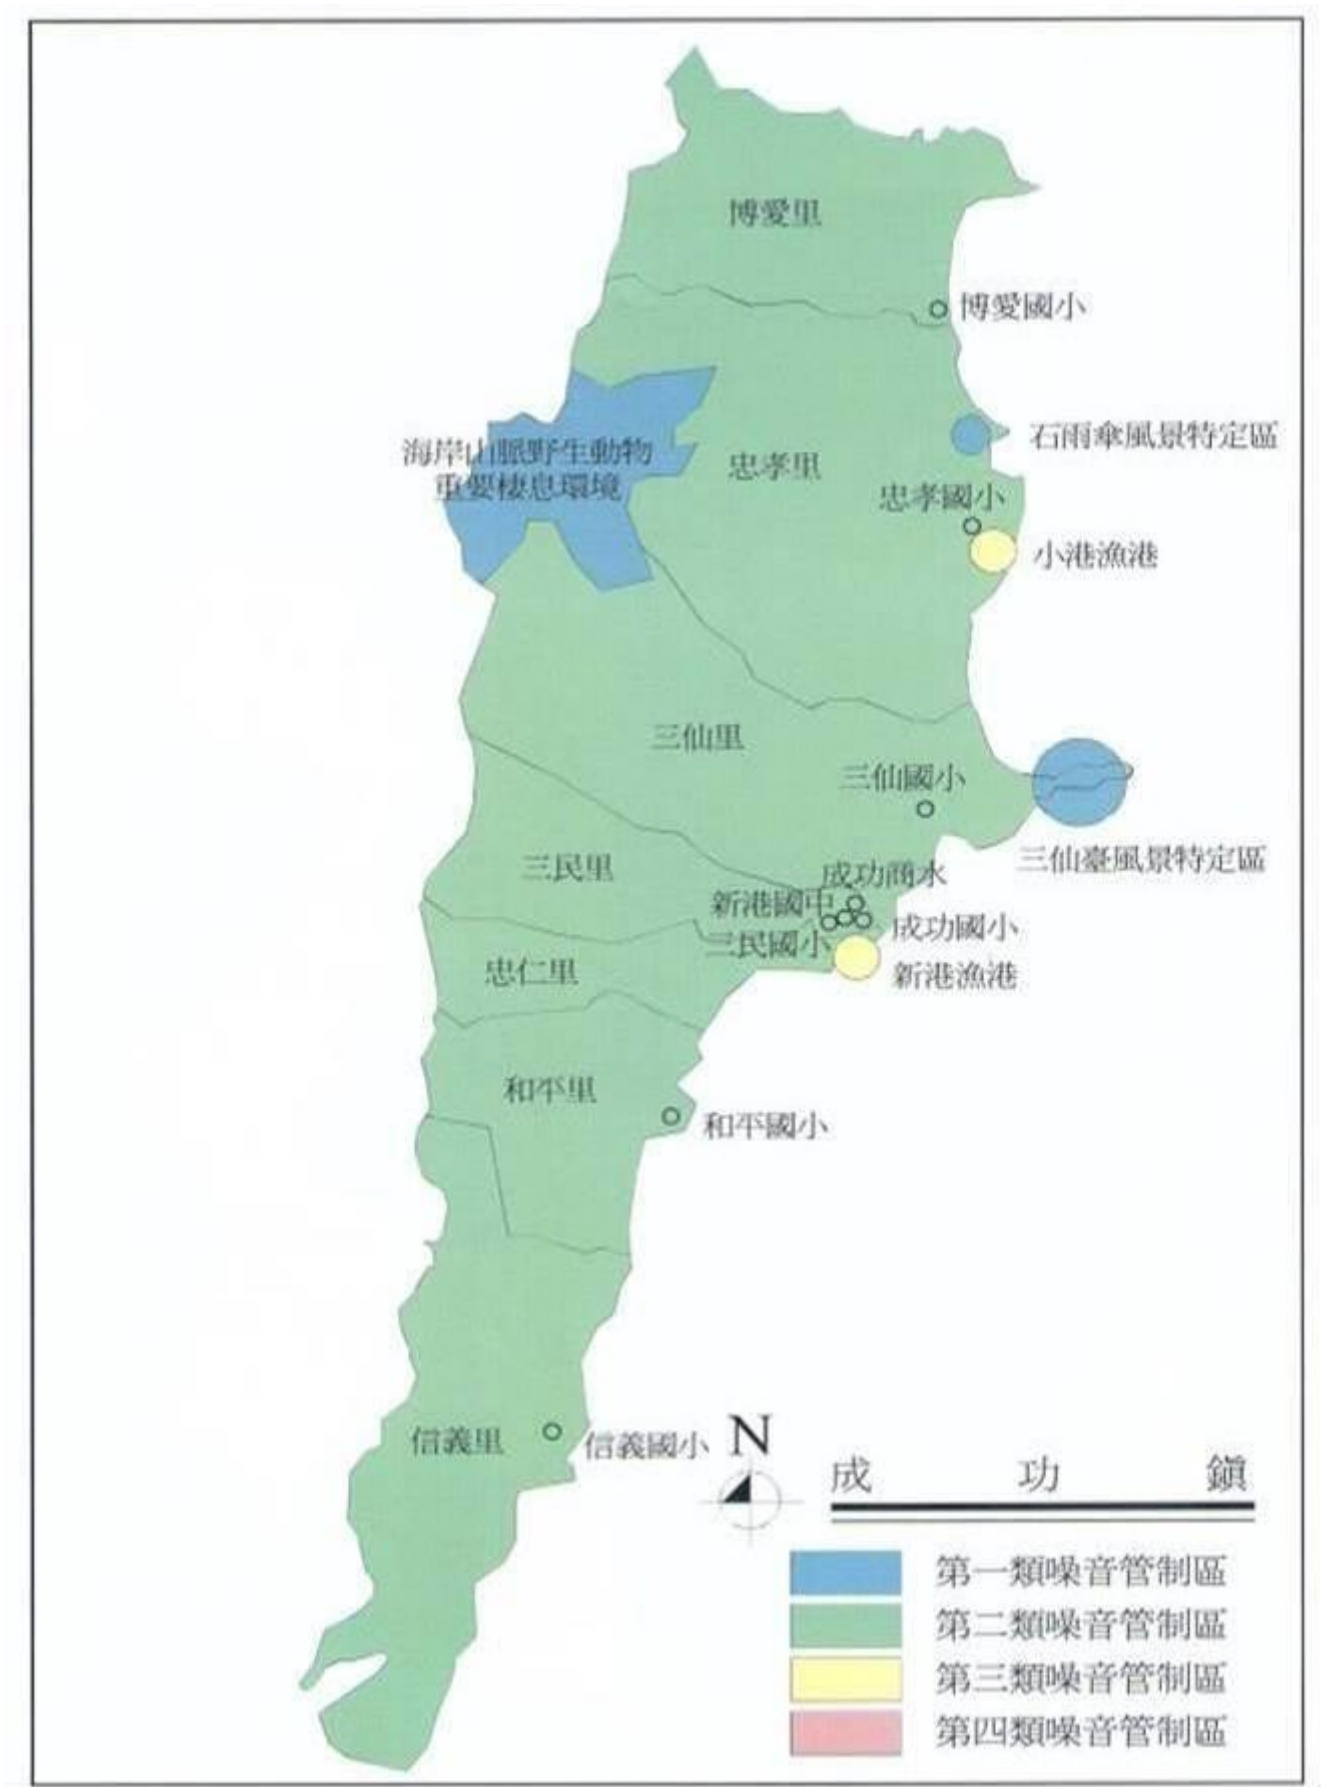 博愛里
博愛國小
石雨傘風景特定區
海岸山脈野生動物
重要棲息環境
忠孝里
忠孝國小
小港漁港
三仙里
三仙國小
三仙臺風景特定區
三民里
成功商水
新港國中
成功國小
三民國小
新港漁港
忠仁里
和平里
和平國小
信義里
信義國小
N
成功鎮
第一類噪音管制區
第二類噪音管制區
第三類噪音管制區
第四類噪音管制區